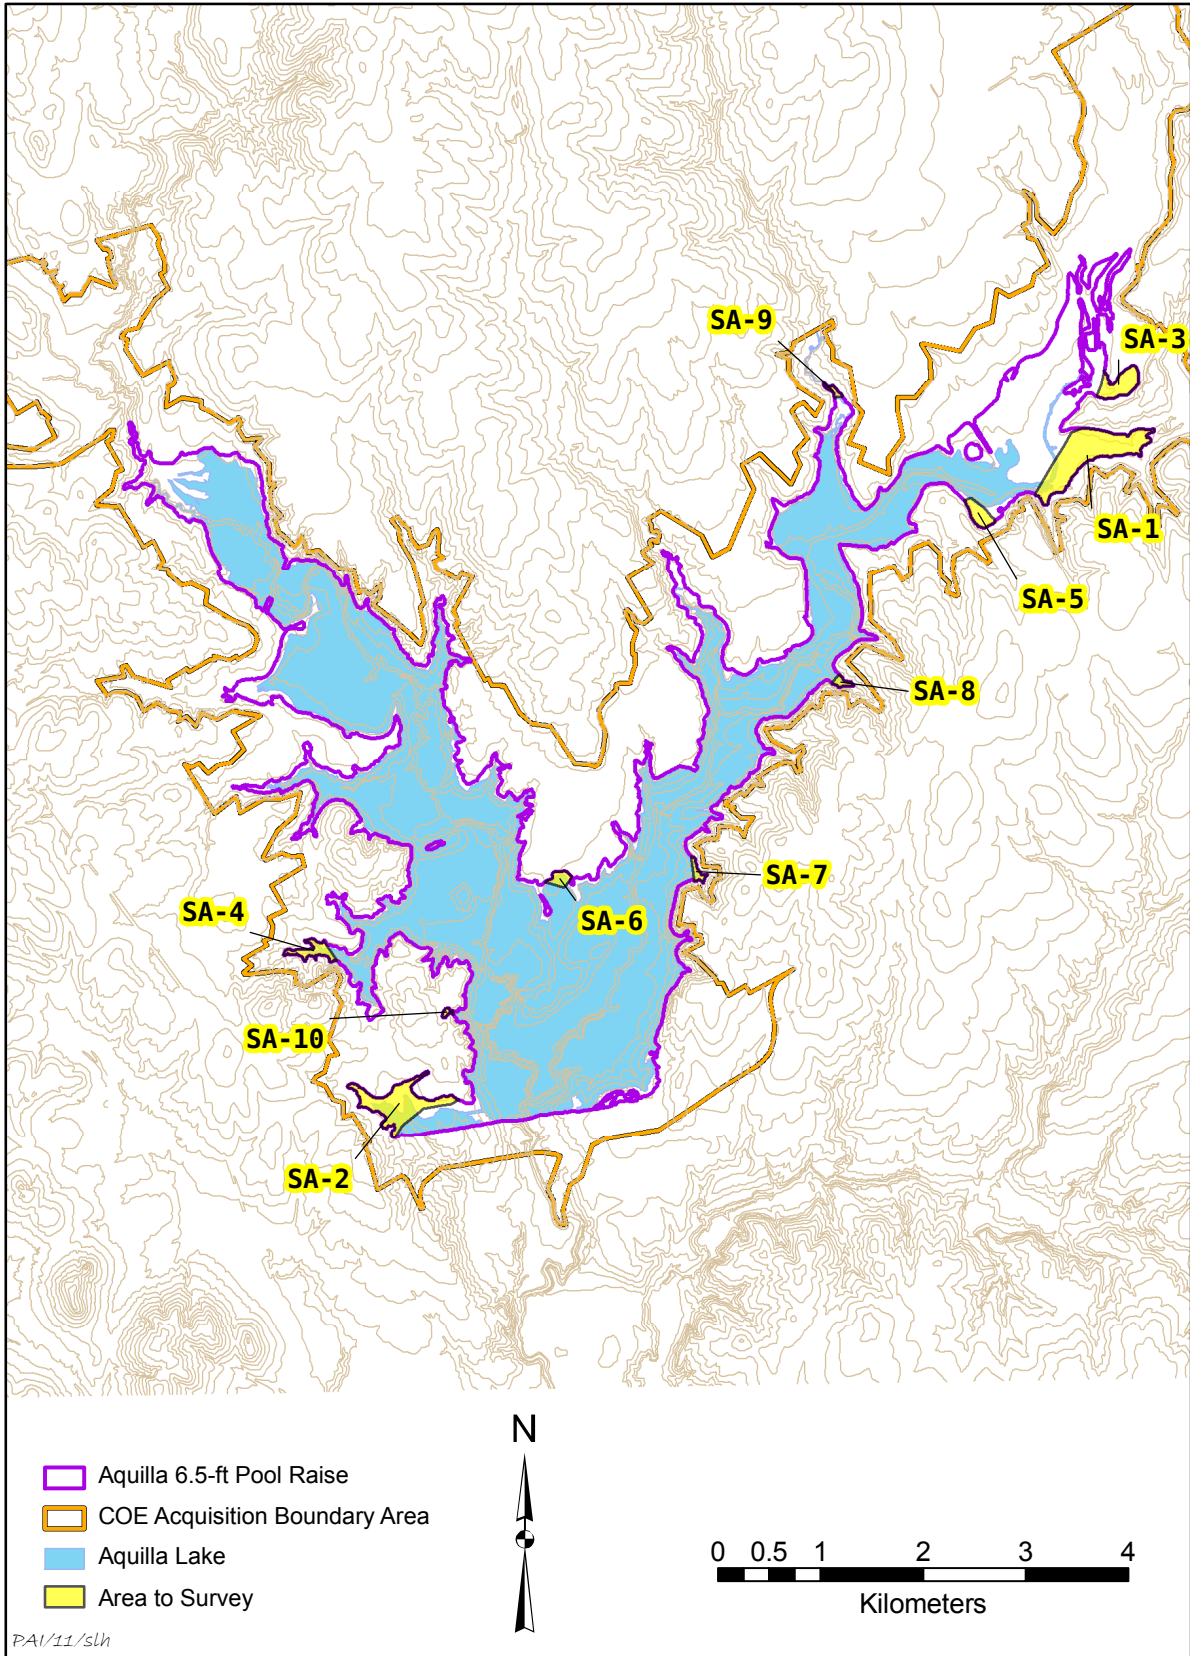 SA-9
SA-3
SA-1
SA-5
SA-8
SA-7
SA-6
SA-4
SA-10
SA-2
N
Aquilla 6.5-ft Pool Raise
COE Acquisition Boundary Area
Aquilla Lake
Area to Survey
0 0.5 1 2 3 4
Kilometers
PAI/11/slh